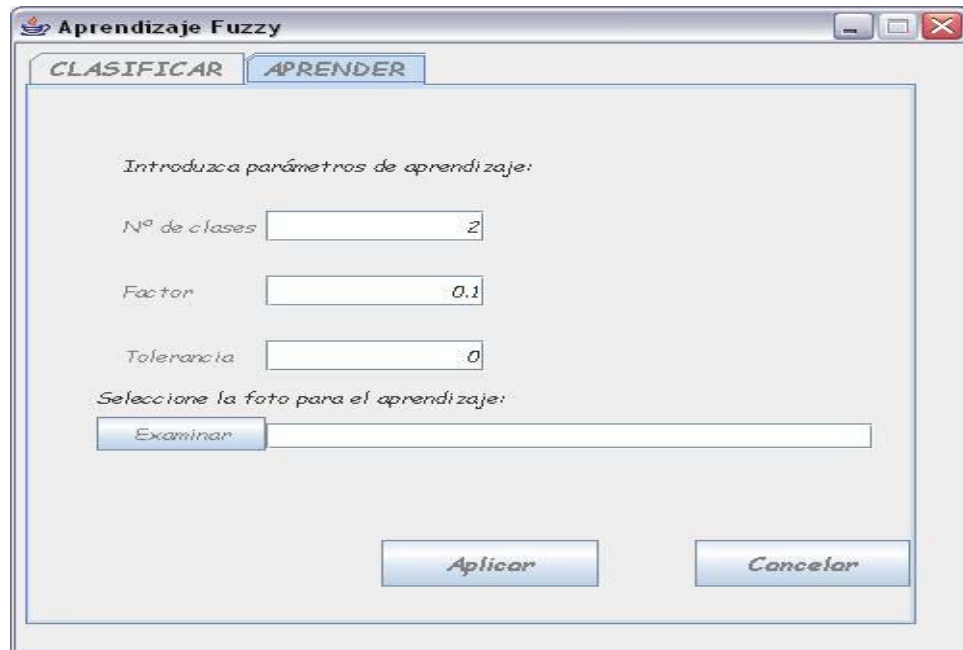 Aprendizaje Fuzzy
CLASIFICAR APRENDER
Introduzca parámetros de aprendizaje:
Nº de clases 2
Factor 0.1
Tolerancia 0
Seleccione la foto para el aprendizaje:
Examinar
Aplicar Cancelar